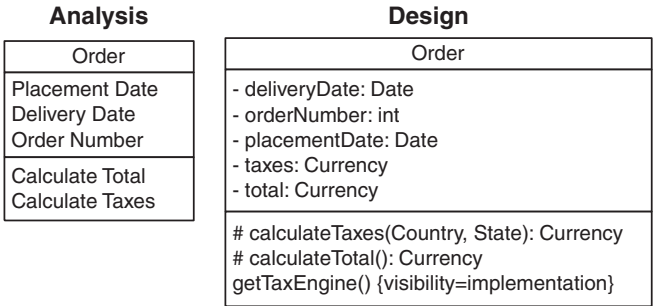 Analysis
Order
Placement Date
Delivery Date
Order Number
Calculate Total
Calculate Taxes
Design
Order
- deliveryDate: Date
- orderNumber: int
- placementDate: Date
- taxes: Currency
- total: Currency
# calculateTaxes(Country, State): Currency
# calculateTotal(): Currency
getTaxEngine() {visibility=implementation}